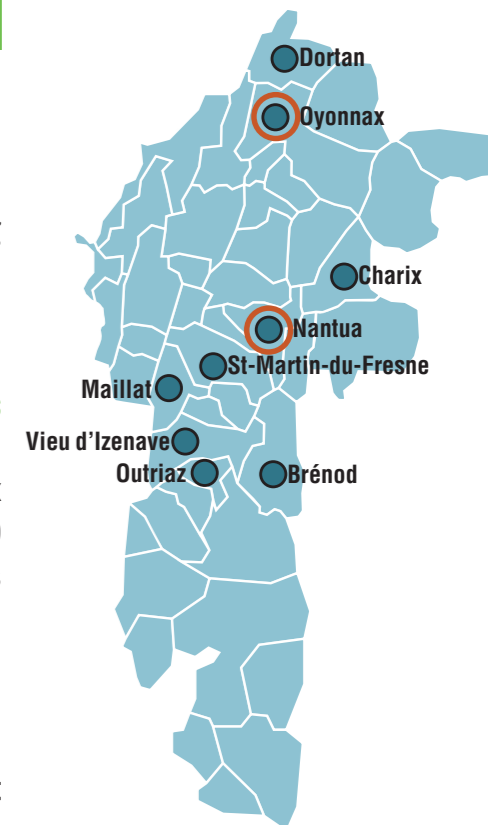 Dortan
Oyonnax
Charix
Nantua
St-Martin-du-Fresne
Maillat
Vieu d'Izenave
Outriaz
Brénod